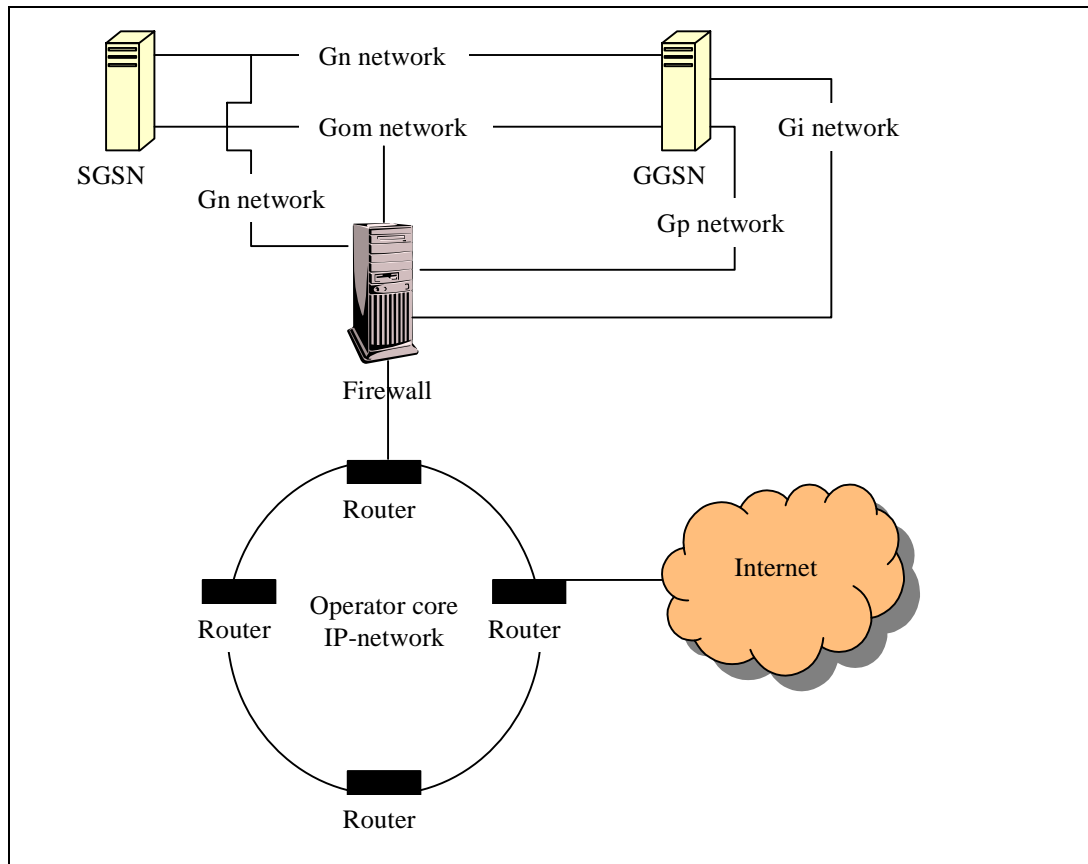 Gn network
Gom network
Gi network
SGSN
GGSN
Gn network
Gp network
Firewall
Router
Internet
Operator core
IP-network
Router
Router
Router